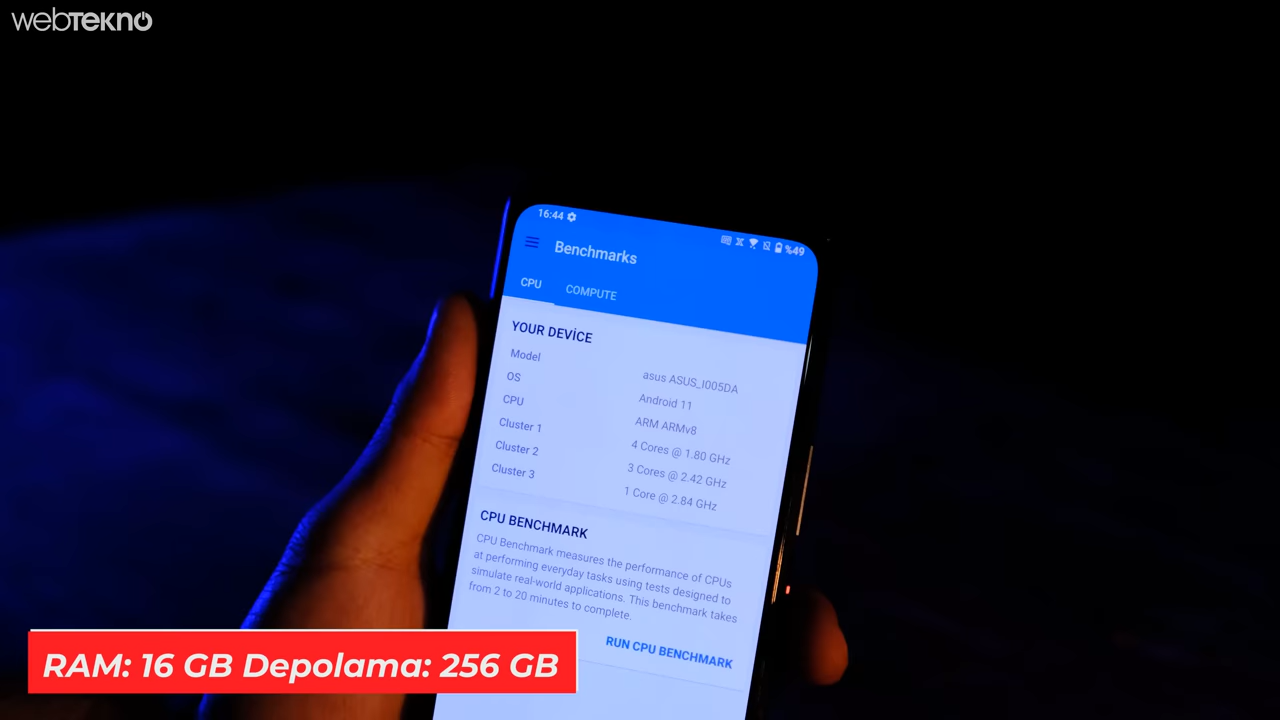 webTEKNO
16:44
%49
Benchmarks
CPU COMPUTE
YOUR DEVİCE
Model asus ASUS_I005DA
OS Android 11
CPU ARM ARMv8
Cluster 1 4 Cores @ 1.80 GHz
Cluster 2 3 Cores @ 2.42 GHz
Cluster 3 1 Core @ 2.84 GHz
CPU BENCHMARK
CPU Benchmark measures the performance of CPUs
at performing everyday tasks using tests designed to
simulate real-world applications. This benchmark takes
from 2 to 20 minutes to complete.
RUN CPU BENCHMARK
RAM: 16 GB Depolama: 256 GB